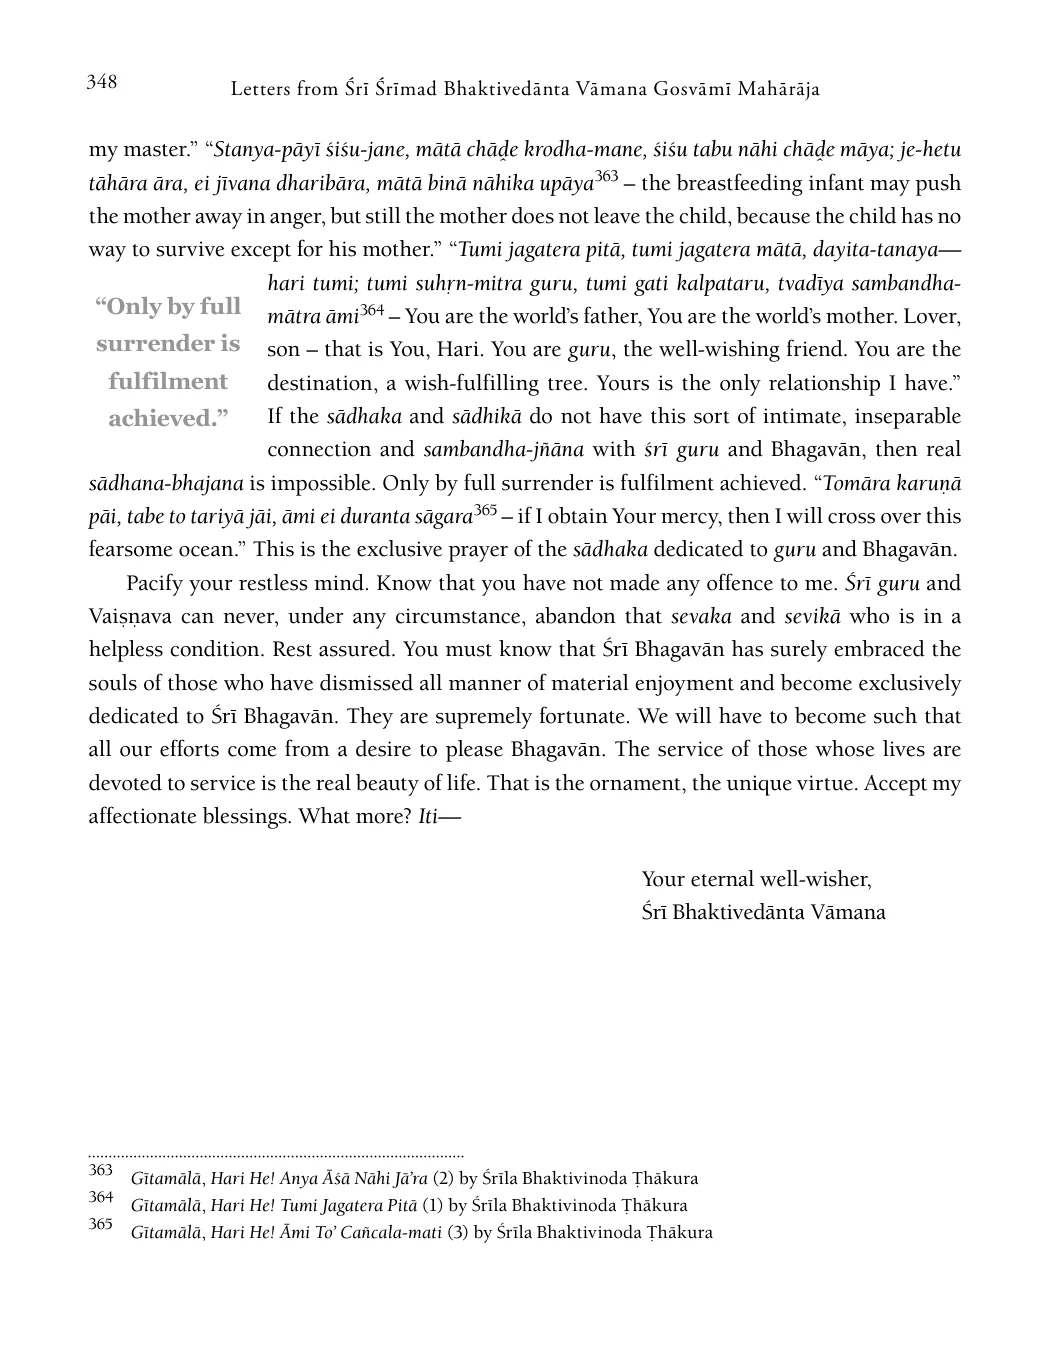 348
Letters from Śrī Śrīmad Bhaktivedānta Vāmana Gosvāmī Mahārāja
my master.” “Stanya-pāyī śiśu-jane, mātā chāḓe krodha-mane, śiśu tabu nāhi chāḓe māya; je-hetu
tāhāra āra, ei jīvana dharibāra, mātā binā nāhika upāya363 – the breastfeeding infant may push
the mother away in anger, but still the mother does not leave the child, because the child has no
way to survive except for his mother.” “Tumi jagatera pitā, tumi jagatera mātā, dayita-tanaya—
hari tumi; tumi suhṛn-mitra guru, tumi gati kalpataru, tvadīya sambandha-
mātra āmi364 – You are the world’s father, You are the world’s mother. Lover,
son – that is You, Hari. You are guru, the well-wishing friend. You are the
destination, a wish-fulfilling tree. Yours is the only relationship I have.”
If the sādhaka and sādhikā do not have this sort of intimate, inseparable
connection and sambandha-jñāna with śrī guru and Bhagavān, then real
“Only by full
surrender is
fulfilment
achieved.”
sādhana-bhajana is impossible. Only by full surrender is fulfilment achieved. “Tomāra karuṇā
pāi, tabe to tariyā jāi, āmi ei duranta sāgara365 – if I obtain Your mercy, then I will cross over this
fearsome ocean.” This is the exclusive prayer of the sādhaka dedicated to guru and Bhagavān.
Pacify your restless mind. Know that you have not made any offence to me. Śrī guru and
Vaiṣṇava can never, under any circumstance, abandon that sevaka and sevikā who is in a
helpless condition. Rest assured. You must know that Śrī Bhagavān has surely embraced the
souls of those who have dismissed all manner of material enjoyment and become exclusively
dedicated to Śrī Bhagavān. They are supremely fortunate. We will have to become such that
all our efforts come from a desire to please Bhagavān. The service of those whose lives are
devoted to service is the real beauty of life. That is the ornament, the unique virtue. Accept my
affectionate blessings. What more? Iti—
Your eternal well-wisher,
Śrī Bhaktivedānta Vāmana
363 Gītamālā, Hari He! Anya Āśā Nāhi Jā’ra (2) by Śrīla Bhaktivinoda Ṭhākura
364 Gītamālā, Hari He! Tumi Jagatera Pitā (1) by Śrīla Bhaktivinoda Ṭhākura
365 Gītamālā, Hari He! Āmi To’ Cañcala-mati (3) by Śrīla Bhaktivinoda Ṭhākura